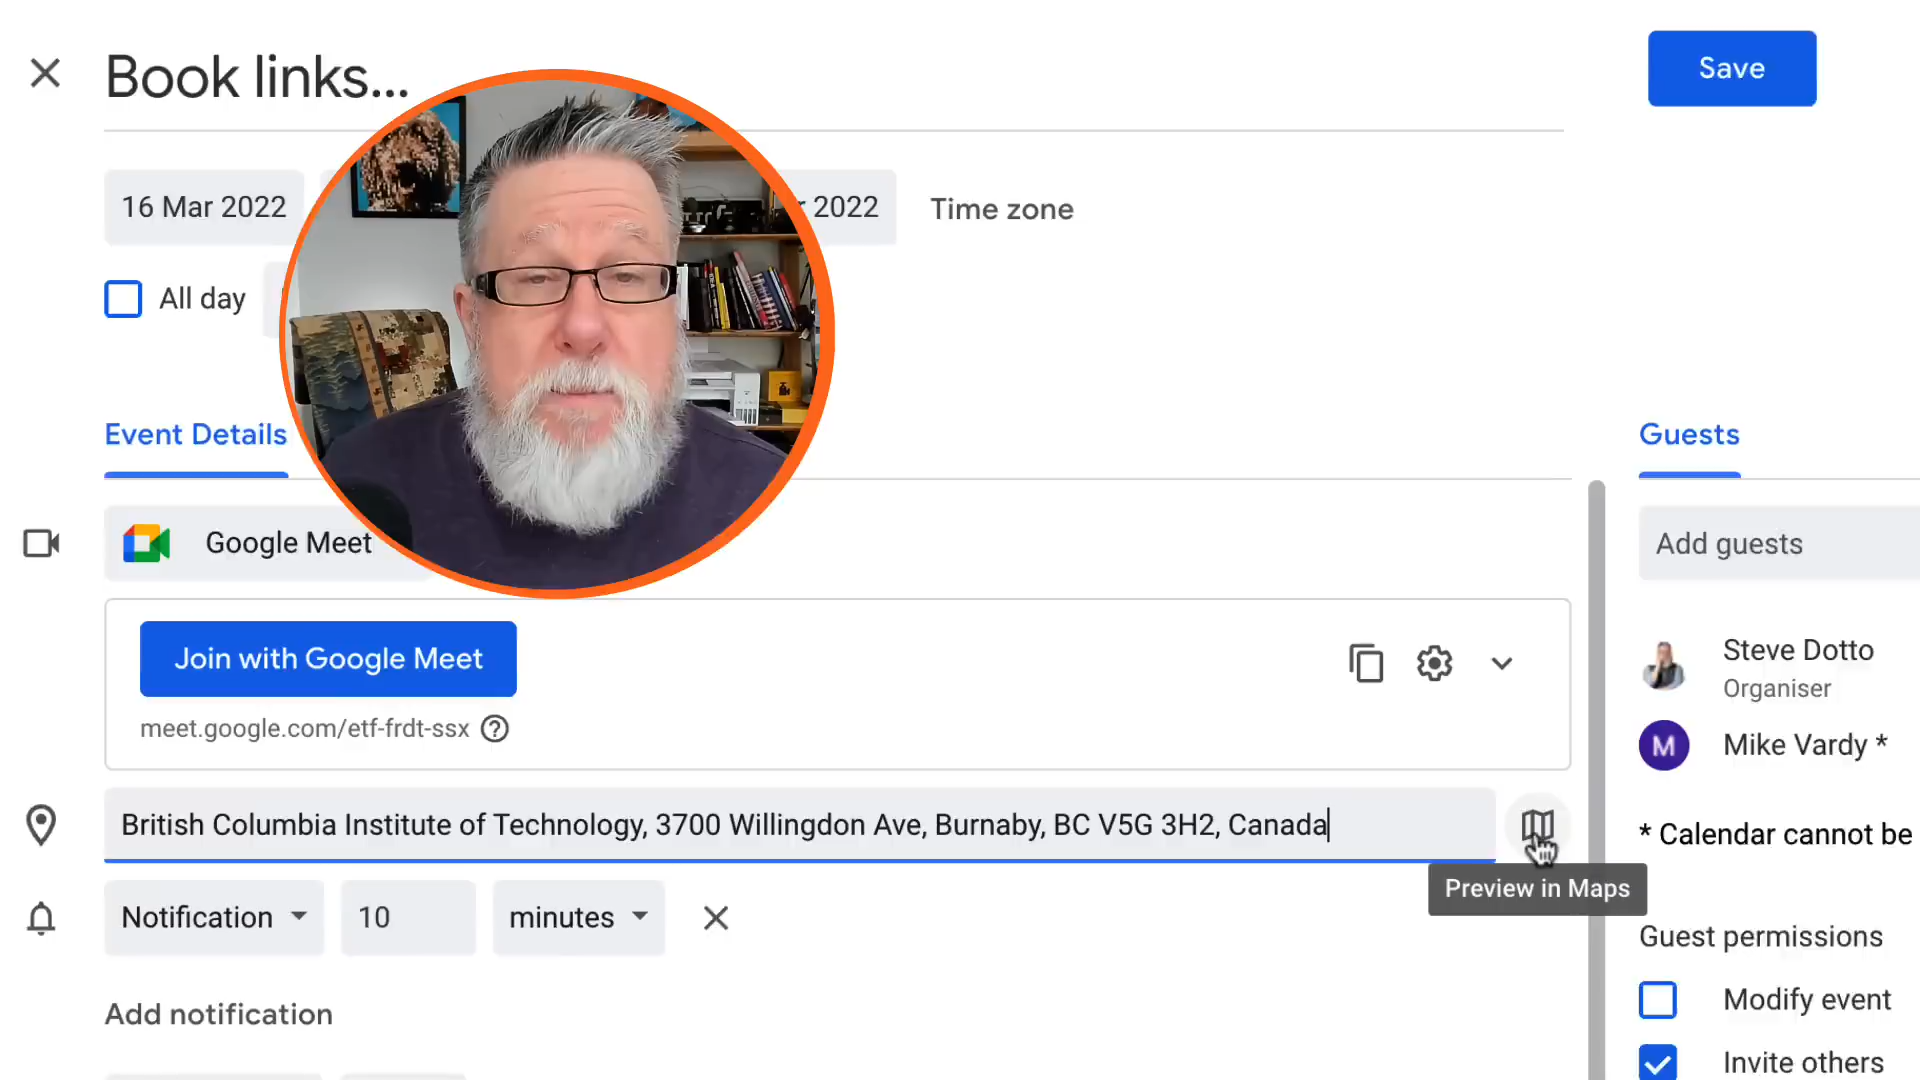 Book links...
Save
16 Mar 2022
r 2022
Time zone
All day
Event Details
Guests
Google Meet
Add guests
Join with Google Meet
meet.google.com/etf-frdt-ssx
Steve Dotto
Organiser
M
Mike Vardy *
British Columbia Institute of Technology, 3700 Willingdon Ave, Burnaby, BC V5G 3H2, Canada
* Calendar cannot be
Preview in Maps
Notification
10
minutes
Guest permissions
Modify event
Add notification
Invite others